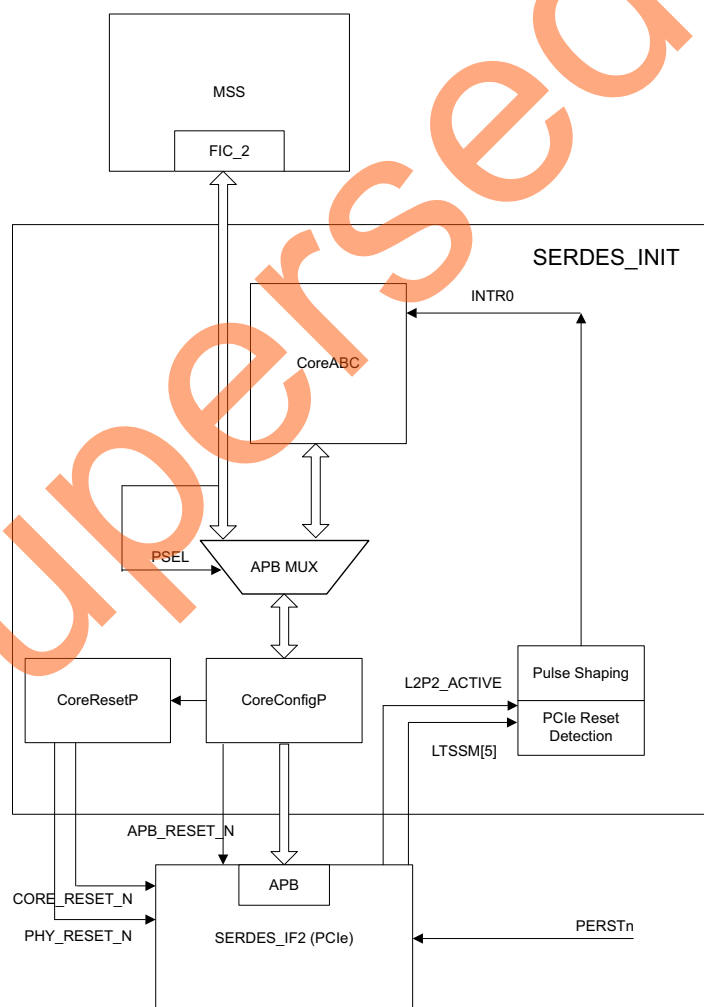 MSS
FIC_2
SERDES_INIT
INTR0
CoreABC
PSEL
APB MUX
CoreResetP
CoreConfigP
L2P2_ACTIVE
Pulse Shaping
PCIe Reset
Detection
LTSSM[5]
APB_RESET_N
APB
CORE_RESET_N
PHY_RESET_N
SERDES_IF2 (PCIe)
PERSTn
upersed